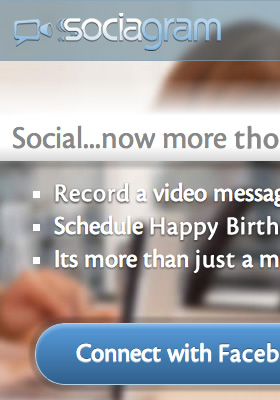 sociagram
Social...now more tho
Record a video messag
Schedule Happy Birth
Its more than just a m
Connect with Faceb